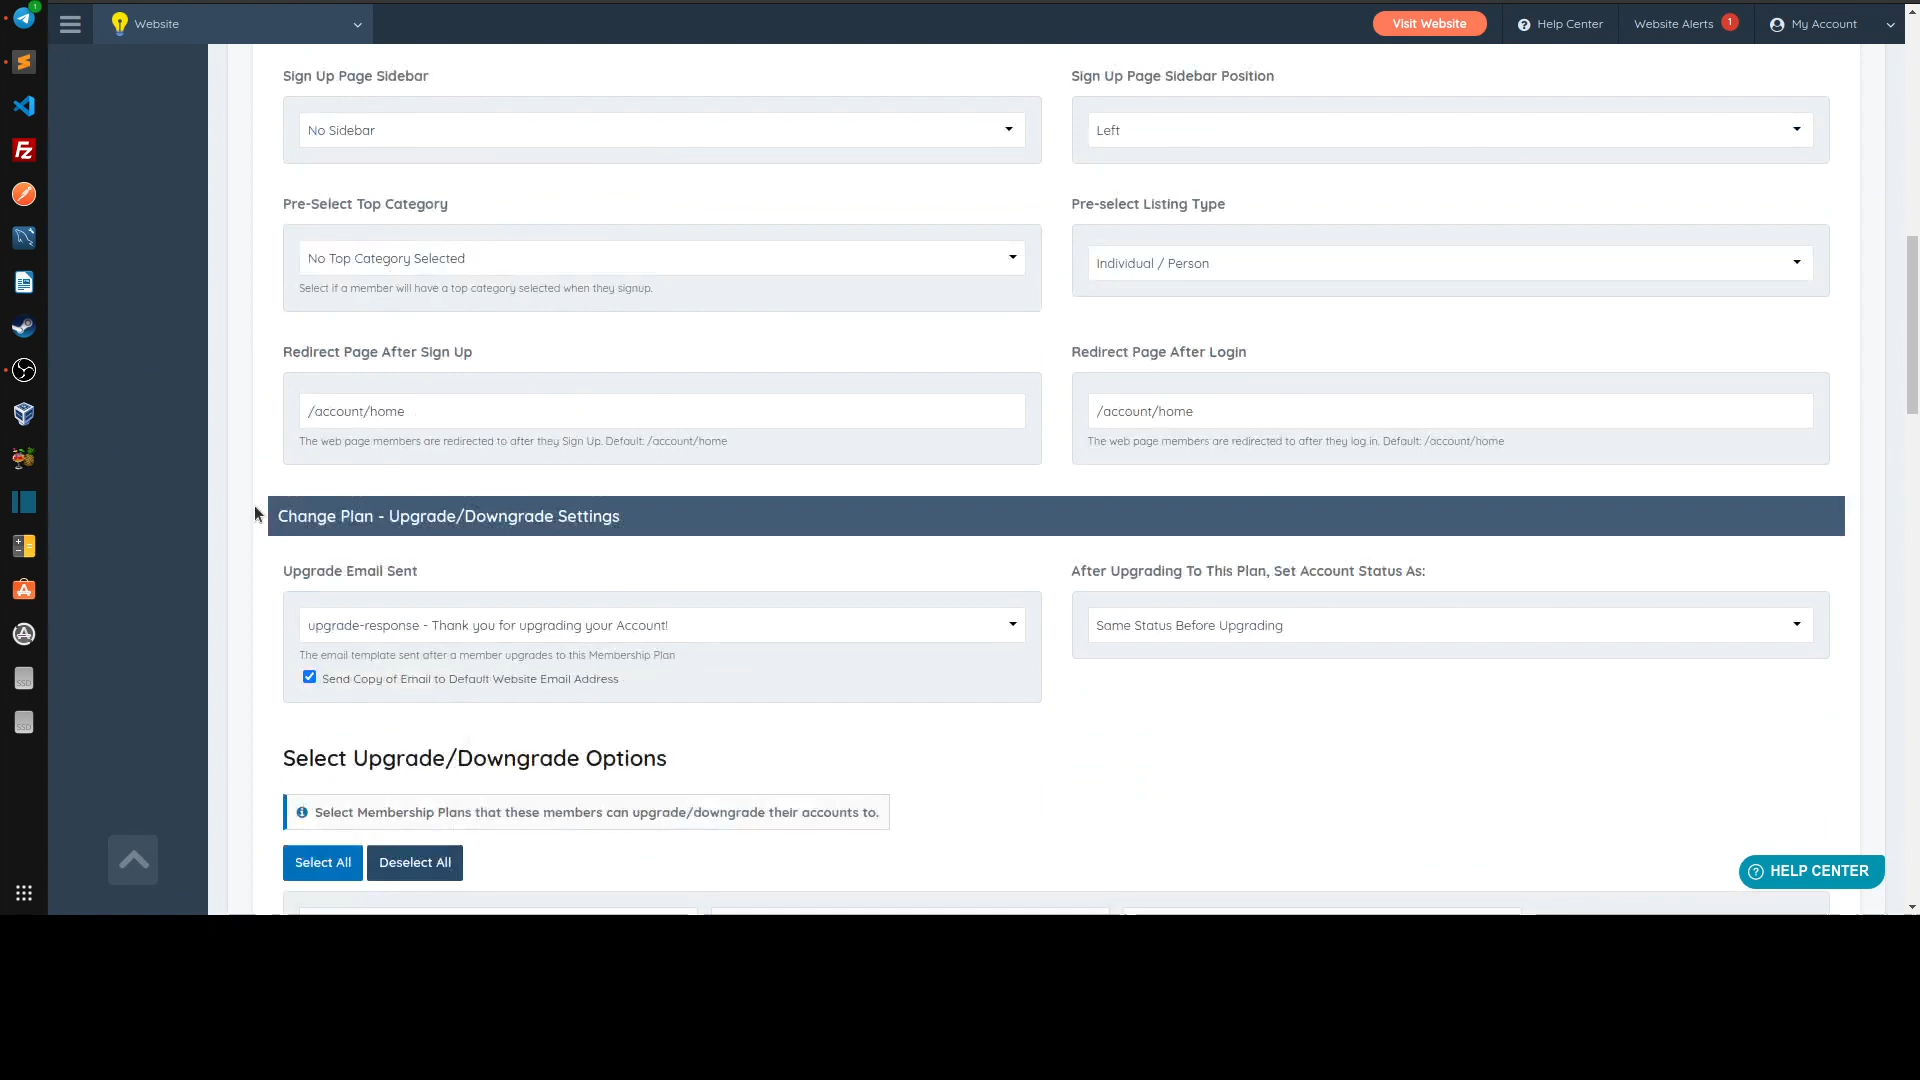 1
Website
Visit Website
Help Center
Website Alerts 1
My Account
Sign Up Page Sidebar
Sign Up Page Sidebar Position
No Sidebar
Left
Pre-Select Top Category
Pre-select Listing Type
No Top Category Selected
Individual / Person
Select if a member will have a top category selected when they signup.
Redirect Page After Sign Up
Redirect Page After Login
/account/home
/account/home
The web page members are redirected to after they Sign Up. Default: /account/home
The web page members are redirected to after they log in. Default: /account/home
Change Plan - Upgrade/Downgrade Settings
Upgrade Email Sent
After Upgrading To This Plan, Set Account Status As:
upgrade-response - Thank you for upgrading your Account!
Same Status Before Upgrading
The email template sent after a member upgrades to this Membership Plan
Send Copy of Email to Default Website Email Address
Select Upgrade/Downgrade Options
Select Membership Plans that these members can upgrade/downgrade their accounts to.
Select All
Deselect All
HELP CENTER
SSD
SSD